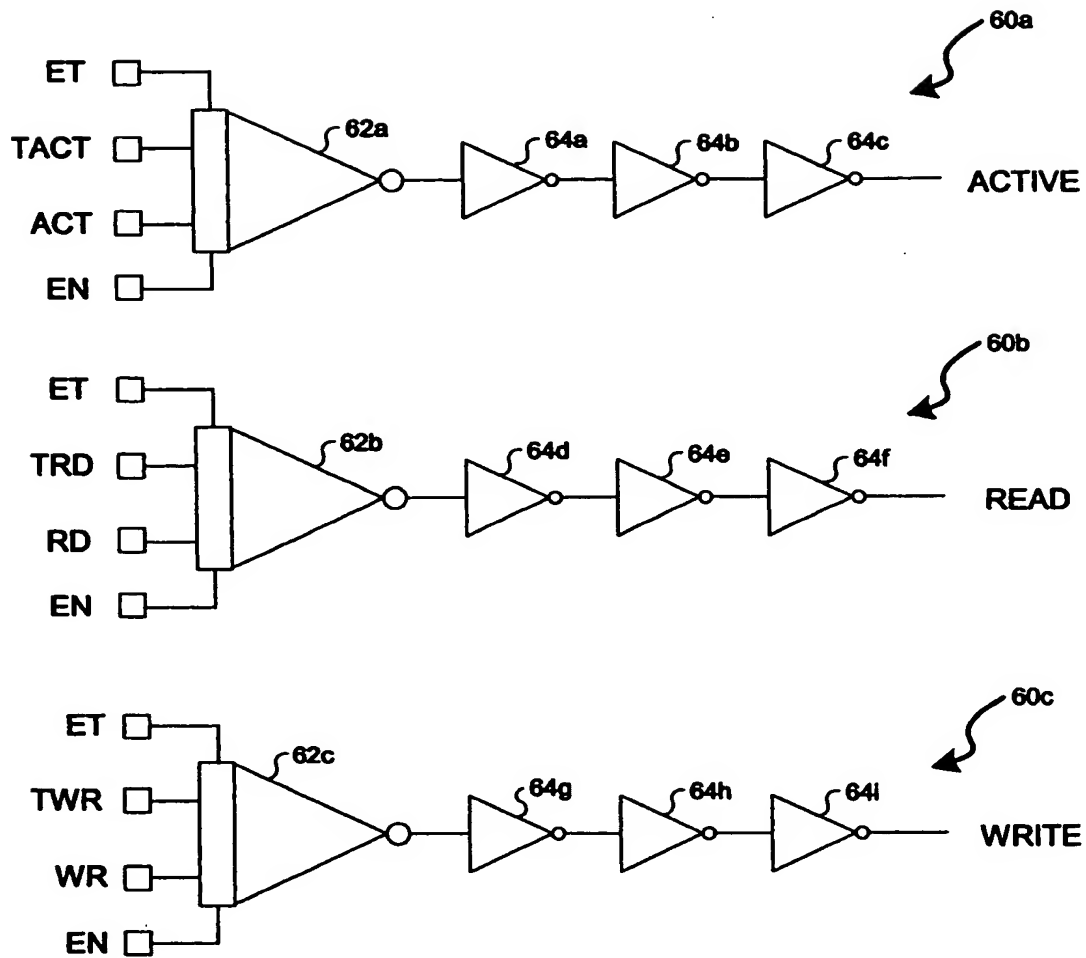 60a
ET
62a
TACT
64a
64b
64c
ACTIVE
ACT
EN
60b
ET
62b
TRD
64d
64e
64f
READ
RD
EN
60c
ET
62c
TWR
64g
64h
64i
WRITE
WR
EN